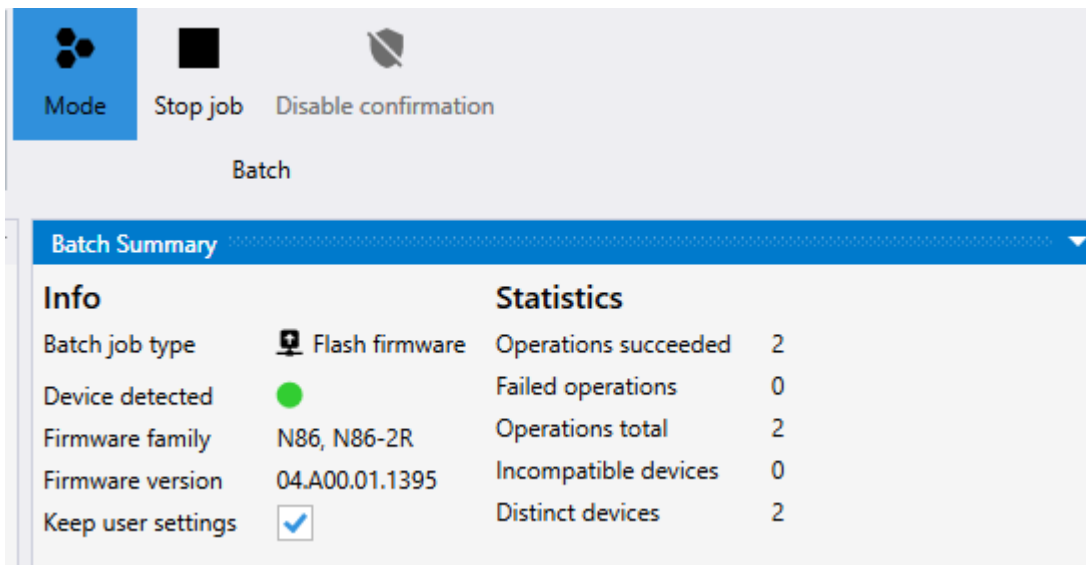 Mode Stop job Disable confirmation
Batch
Batch Summary
Info
Batch job type Flash firmware
Device detected
Firmware family N86, N86-2R
Firmware version 04.A00.01.1395
Keep user settings
Statistics
Operations succeeded 2
Failed operations 0
Operations total 2
Incompatible devices 0
Distinct devices 2